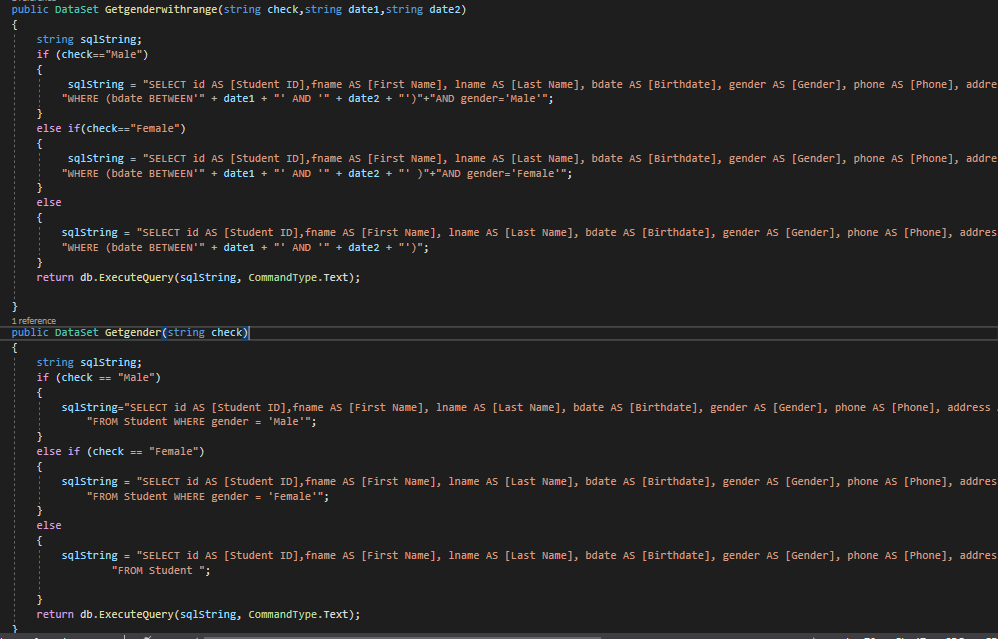 public DataSet Getgenderwithrange(string check,string date1,string date2)
{
string sqlString;
if (check=="Male")
{
sqlString = "SELECT id AS [Student ID],fname AS [First Name], lname AS [Last Name], bdate AS [Birthdate], gender AS [Gender], phone AS [Phone], addre
"WHERE (bdate BETWEEN'" + date1 + "' AND '" + date2 + "')"+"AND gender='Male'";
}
else if(check=="Female")
{
sqlString = "SELECT id AS [Student ID],fname AS [First Name], lname AS [Last Name], bdate AS [Birthdate], gender AS [Gender], phone AS [Phone], addre
"WHERE (bdate BETWEEN'" + date1 + "' AND '" + date2 + "' )"+"AND gender='Female'";
}
else
{
sqlString = "SELECT id AS [Student ID],fname AS [First Name], lname AS [Last Name], bdate AS [Birthdate], gender AS [Gender], phone AS [Phone], addres
"WHERE (bdate BETWEEN'" + date1 + "' AND '" + date2 + "')";
}
return db.ExecuteQuery(sqlString, CommandType.Text);
}
1 reference
public DataSet Getgender(string check)
{
string sqlString;
if (check == "Male")
{
sqlString="SELECT id AS [Student ID],fname AS [First Name], lname AS [Last Name], bdate AS [Birthdate], gender AS [Gender], phone AS [Phone], address
"FROM Student WHERE gender = 'Male'";
}
else if (check == "Female")
{
sqlString = "SELECT id AS [Student ID],fname AS [First Name], lname AS [Last Name], bdate AS [Birthdate], gender AS [Gender], phone AS [Phone], addres
"FROM Student WHERE gender = 'Female'";
}
else
{
sqlString = "SELECT id AS [Student ID],fname AS [First Name], lname AS [Last Name], bdate AS [Birthdate], gender AS [Gender], phone AS [Phone], addres
"FROM Student ";
}
return db.ExecuteQuery(sqlString, CommandType.Text);
}